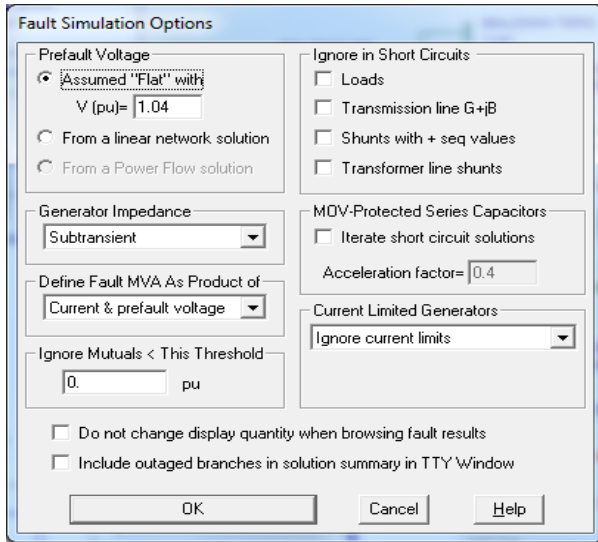 Fault Simulation Options
Prefault Voltage
Assumed "Flat" with
V (pu)= 1.04
From a linear network solution
From a Power Flow solution
Generator Impedance
Subtransient
Define Fault MVA As Product of
Current & prefault voltage
Ignore Mutuals < This Threshold
0. pu
Ignore in Short Circuits
Loads
Transmission line G+jB
Shunts with + seq values
Transformer line shunts
MOV-Protected Series Capacitors
Iterate short circuit solutions
Acceleration factor= 0.4
Current Limited Generators
Ignore current limits
Do not change display quantity when browsing fault results
Include outaged branches in solution summary in TTY Window
OK
Cancel
Help